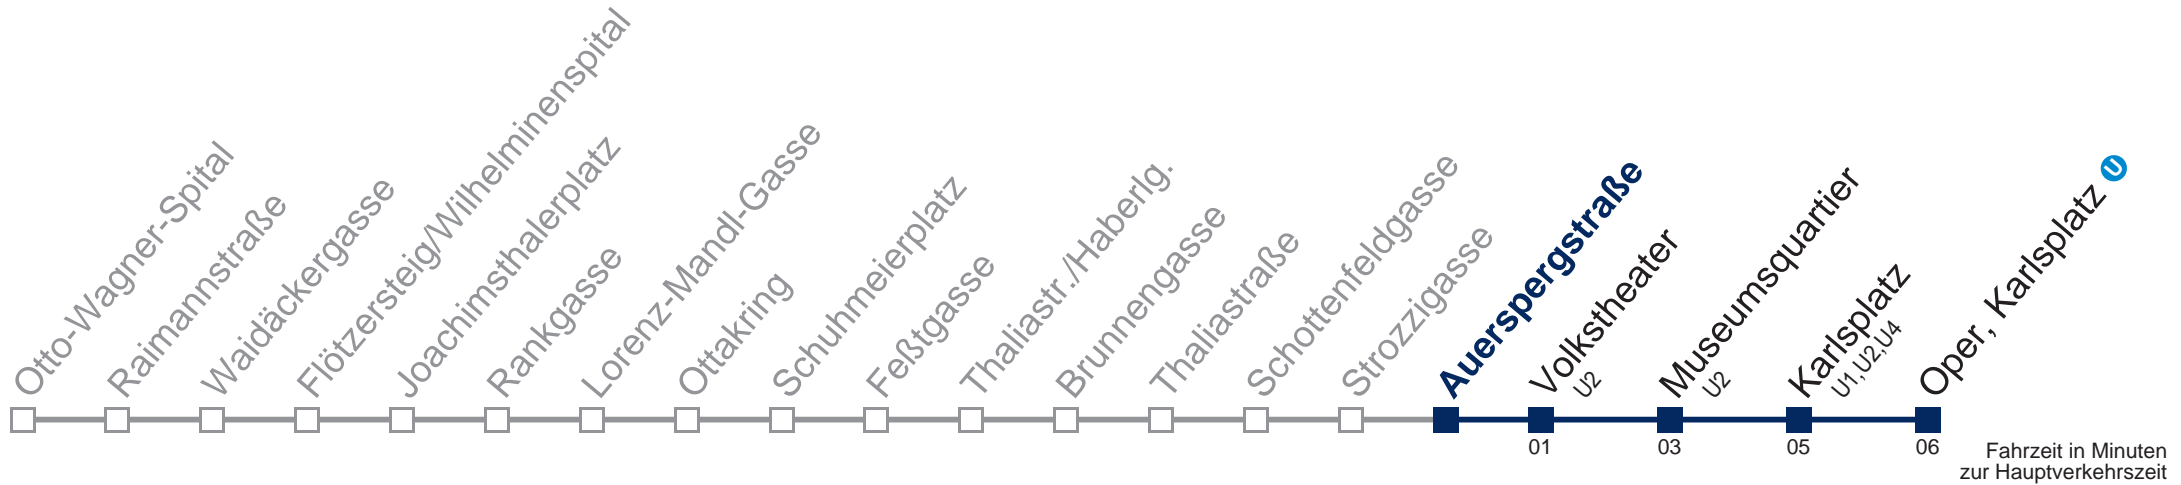 Otto-Wagner-Spital
Raimannstraße
Waidäckergasse
Flötzersteig/Wilhelminenspital
Joachimsthalerplatz
Rankgasse
Lorenz-Mandl-Gasse
Ottakring
Schuhmeierplatz
Feßtgasse
Thaliastr./Haberlg.
Brunnengasse
Thaliastraße
Schottenfeldgasse
Strozzigasse
Auerspergstraße
Volkstheater
U2
Museumsquartier
U2
Karlsplatz
U1,U2,U4
Oper, Karlsplatz U
01
03
05
06
Fahrzeit in Minuten
zur Hauptverkehrszeit